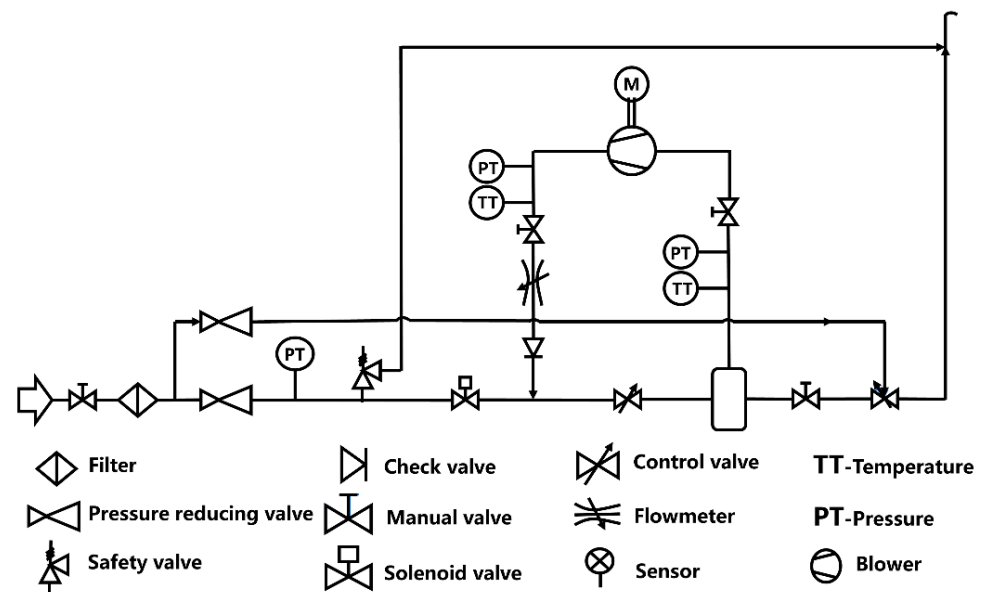 M
PT
TT
PT
TT
PT
Filter
Check valve
Control valve
TT-Temperature
Pressure reducing valve
Manual valve
Flowmeter
PT-Pressure
Safety valve
Solenoid valve
Sensor
Blower